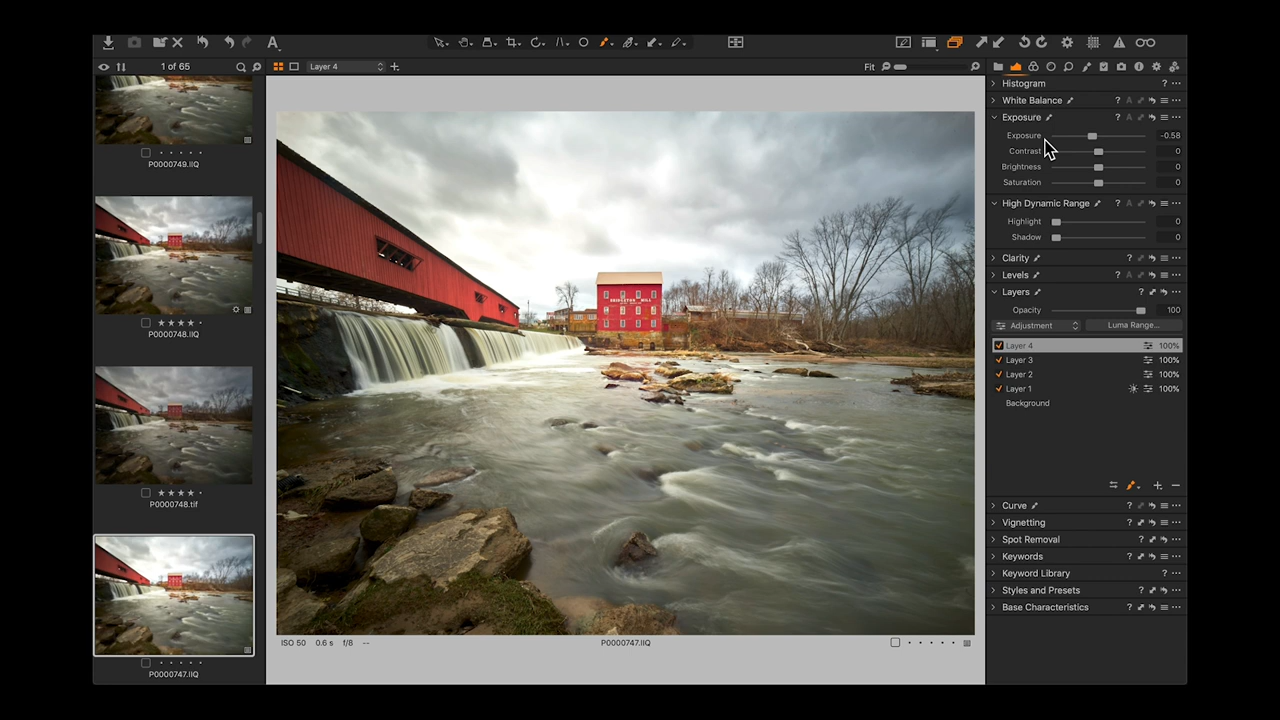 A
1 of 65
Layer 4
Fit
P0000749.IIQ
P0000748.IIQ
P0000748.tif
P0000747.IIQ
BRIDGETON MILL
ISO 50 0.6 s f/8 --
P0000747.IIQ
Histogram ? ...
White Balance ? A ...
Exposure ? A ...
Exposure -0.58
Contrast 0
Brightness 0
Saturation 0
High Dynamic Range ? A ...
Highlight 0
Shadow 0
Clarity ? ...
Levels ? A ...
Layers ? ...
Opacity 100
Adjustment Luma Range...
Layer 4 100%
Layer 3 100%
Layer 2 100%
Layer 1 100%
Background
Curve ? ...
Vignetting ? ...
Spot Removal ? ...
Keywords ? ...
Keyword Library ? ...
Styles and Presets ? ...
Base Characteristics ? ...